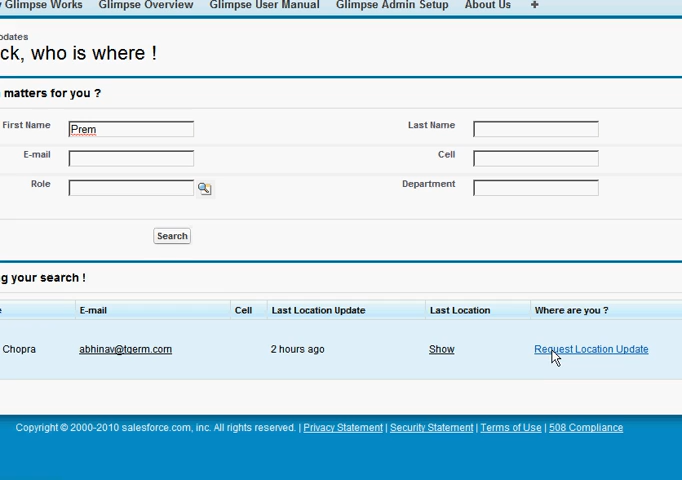 y Glimpse Works Glimpse Overview Glimpse User Manual Glimpse Admin Setup About Us +
pdates
ck, who is where !
matters for you ?
First Name Prem Last Name
E-mail Cell
Role Department
Search
ng your search !
e E-mail Cell Last Location Update Last Location Where are you ?
Chopra abhinav@tgerm.com 2 hours ago Show Request Location Update
Copyright © 2000-2010 salesforce.com, inc. All rights reserved. | Privacy Statement | Security Statement | Terms of Use | 508 Compliance